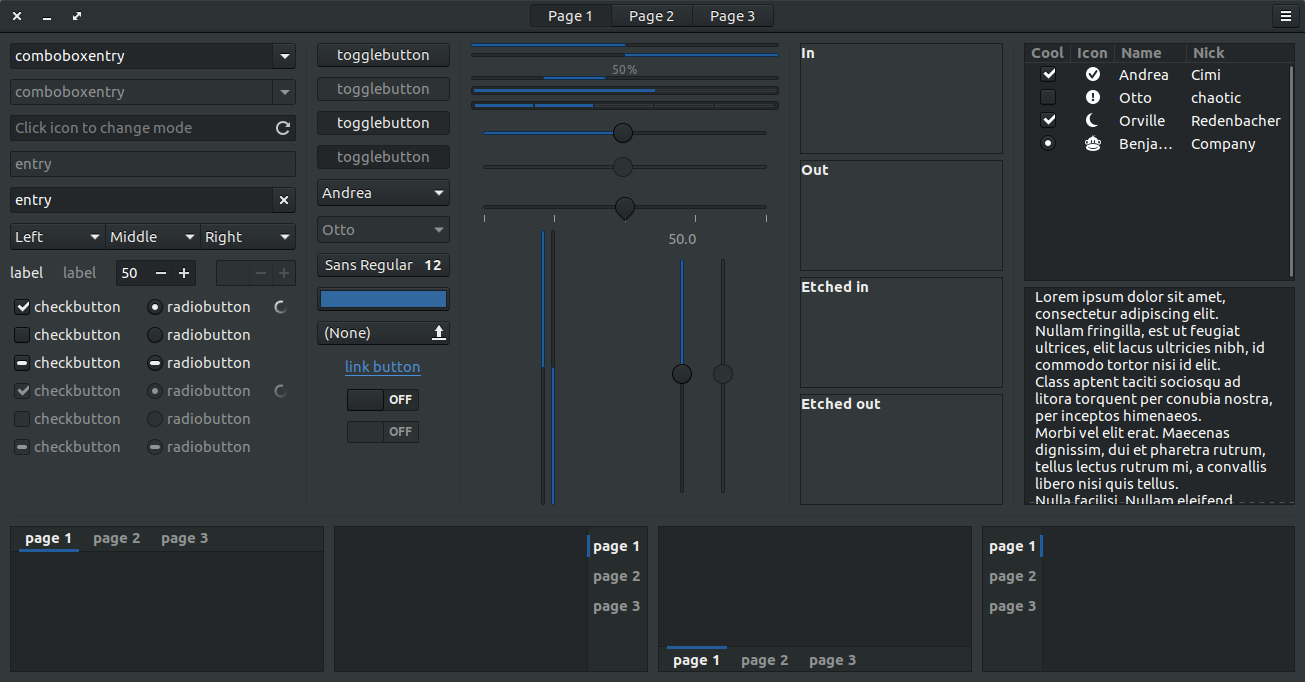 Page 1 Page 2 Page 3
comboboxentry
comboboxentry
Click icon to change mode
entry
entry
Left Middle Right
label label 50
checkbutton radiobutton
checkbutton radiobutton
checkbutton radiobutton
checkbutton radiobutton
checkbutton radiobutton
checkbutton radiobutton
togglebutton
togglebutton
togglebutton
togglebutton
Andrea
Otto
Sans Regular 12
(None)
link button
OFF
OFF
50%
50.0
In
Out
Etched in
Etched out
Cool Icon Name Nick
Andrea Cimi
Otto chaotic
Orville Redenbacher
Benja… Company
Lorem ipsum dolor sit amet,
consectetur adipiscing elit.
Nullam fringilla, est ut feugiat
ultrices, elit lacus ultricies nibh, id
commodo tortor nisi id elit.
Class aptent taciti sociosqu ad
litora torquent per conubia nostra,
per inceptos himenaeos.
Morbi vel elit erat. Maecenas
dignissim, dui et pharetra rutrum,
tellus lectus rutrum mi, a convallis
libero nisi quis tellus.
Nulla facilisi. Nullam eleifend
page 1 page 2 page 3
page 1
page 2
page 3
page 1 page 2 page 3
page 1
page 2
page 3